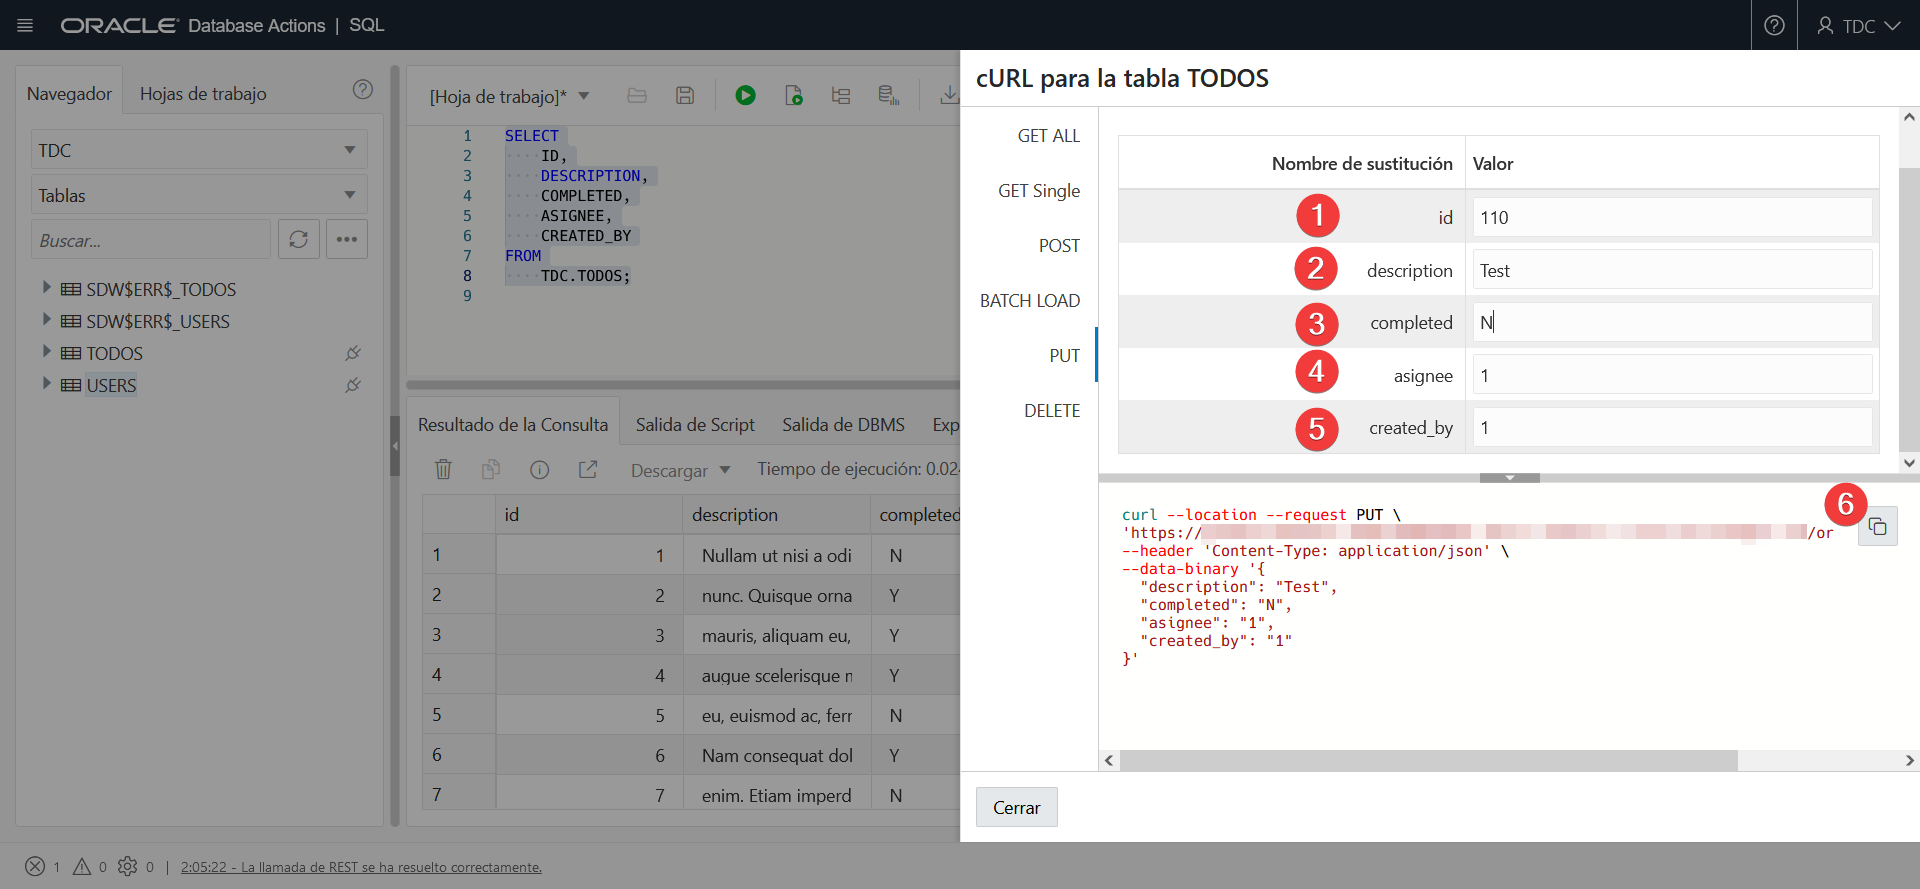 ORACLE Database Actions | SQL
TDC
Navegador
Hojas de trabajo
TDC
Tablas
Buscar...
SDW$ERR$_TODOS
SDW$ERR$_USERS
TODOS
USERS
[Hoja de trabajo]*
1 SELECT
2 ID,
3 DESCRIPTION,
4 COMPLETED,
5 ASIGNEE,
6 CREATED_BY
7 FROM
8 TDC.TODOS;
9
Resultado de la Consulta
Salida de Script
Salida de DBMS
Exp
Descargar
Tiempo de ejecución: 0.02
id description completed
1 1 Nullam ut nisi a odi N
2 2 nunc. Quisque orna Y
3 3 mauris, aliquam eu, Y
4 4 augue scelerisque Y
5 5 eu, euismod ac, fer N
6 6 Nam consequat dol Y
7 7 enim. Etiam imperd N
cURL para la tabla TODOS
GET ALL
GET Single
POST
BATCH LOAD
PUT
DELETE
Nombre de sustitución Valor
1 id 110
2 description Test
3 completed N
4 asignee 1
5 created_by 1
6
curl --location --request PUT \
'https:// /or
--header 'Content-Type: application/json' \
--data-binary '{
"description": "Test",
"completed": "N",
"asignee": "1",
"created_by": "1"
}'
Cerrar
1 0 0 | 2:05:22 - La llamada de REST se ha resuelto correctamente.